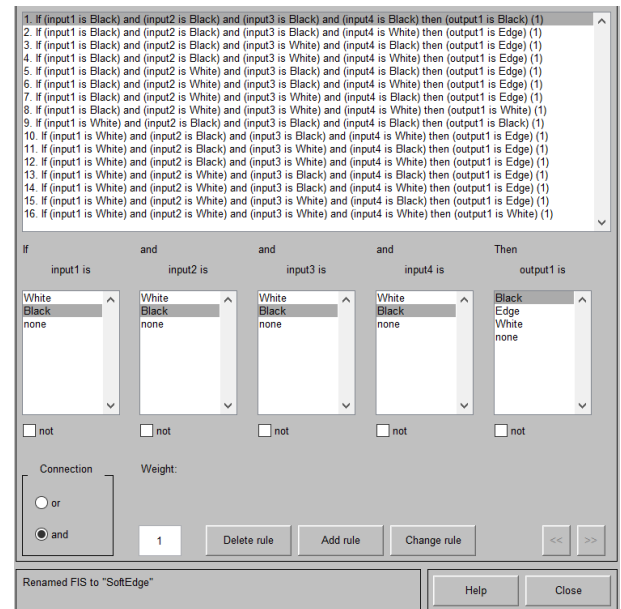 1. If (input1 is Black) and (input2 is Black) and (input3 is Black) and (input4 is Black) then (output1 is Black) (1)
2. If (input1 is Black) and (input2 is Black) and (input3 is Black) and (input4 is White) then (output1 is Edge) (1)
3. If (input1 is Black) and (input2 is Black) and (input3 is White) and (input4 is Black) then (output1 is Edge) (1)
4. If (input1 is Black) and (input2 is Black) and (input3 is White) and (input4 is White) then (output1 is Edge) (1)
5. If (input1 is Black) and (input2 is White) and (input3 is Black) and (input4 is Black) then (output1 is Edge) (1)
6. If (input1 is Black) and (input2 is White) and (input3 is Black) and (input4 is White) then (output1 is Edge) (1)
7. If (input1 is Black) and (input2 is White) and (input3 is White) and (input4 is Black) then (output1 is Edge) (1)
8. If (input1 is Black) and (input2 is White) and (input3 is White) and (input4 is White) then (output1 is White) (1)
9. If (input1 is White) and (input2 is Black) and (input3 is Black) and (input4 is Black) then (output1 is Black) (1)
10. If (input1 is White) and (input2 is Black) and (input3 is Black) and (input4 is White) then (output1 is Edge) (1)
11. If (input1 is White) and (input2 is Black) and (input3 is White) and (input4 is Black) then (output1 is Edge) (1)
12. If (input1 is White) and (input2 is Black) and (input3 is White) and (input4 is White) then (output1 is Edge) (1)
13. If (input1 is White) and (input2 is White) and (input3 is Black) and (input4 is Black) then (output1 is Edge) (1)
14. If (input1 is White) and (input2 is White) and (input3 is Black) and (input4 is White) then (output1 is Edge) (1)
15. If (input1 is White) and (input2 is White) and (input3 is White) and (input4 is Black) then (output1 is Edge) (1)
16. If (input1 is White) and (input2 is White) and (input3 is White) and (input4 is White) then (output1 is White) (1)
If and and and Then
input1 is input2 is input3 is input4 is output1 is
White White White White Black
Black Black Black Black Edge
none none none none White
none
not not not not not
Connection Weight:
or
and 1 Delete rule Add rule Change rule << >>
Renamed FIS to "SoftEdge" Help Close